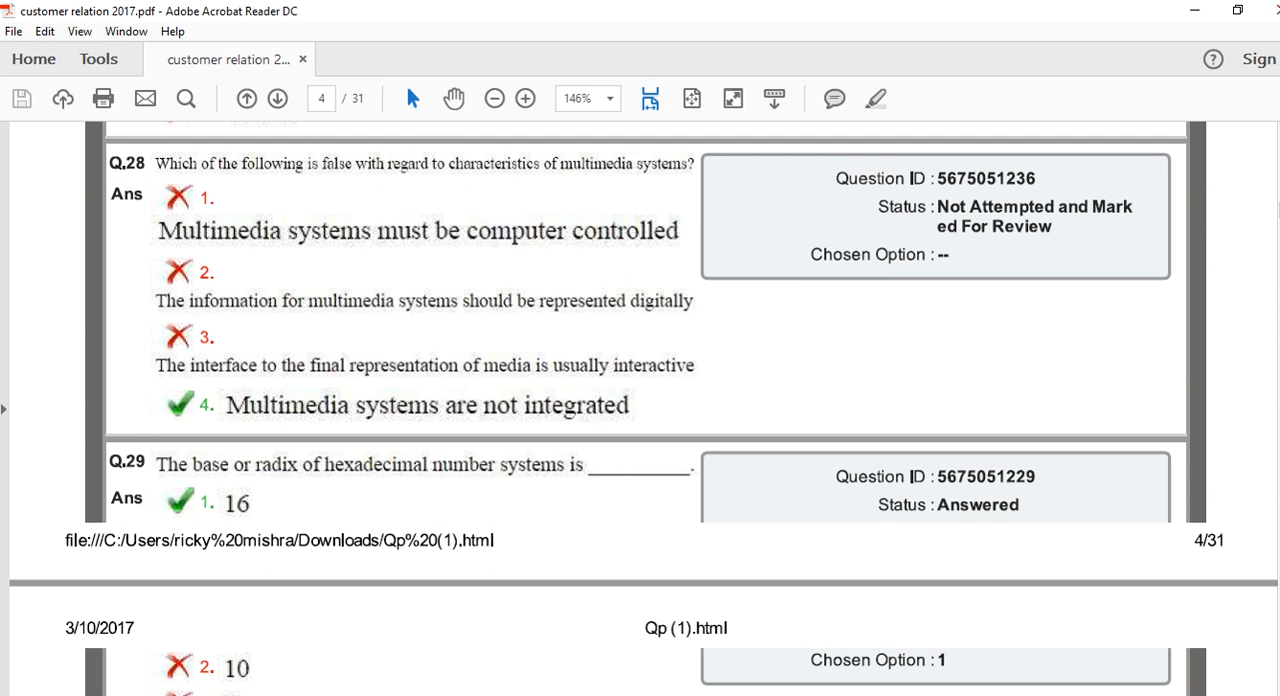 customer relation 2017.pdf - Adobe Acrobat Reader DC
File Edit View Window Help
Home Tools customer relation 2... × Sign
4 / 31 146%
Q.28 Which of the following is false with regard to characteristics of multimedia systems?
Ans 1.
Multimedia systems must be computer controlled
2.
The information for multimedia systems should be represented digitally
3.
The interface to the final representation of media is usually interactive
4. Multimedia systems are not integrated
Question ID : 5675051236
Status : Not Attempted and Mark
ed For Review
Chosen Option : --
Q.29 The base or radix of hexadecimal number systems is __________.
Ans 1. 16
Question ID : 5675051229
Status : Answered
file:///C:/Users/ricky%20mishra/Downloads/Qp%20(1).html 4/31
3/10/2017 Qp (1).html
2. 10
Chosen Option : 1